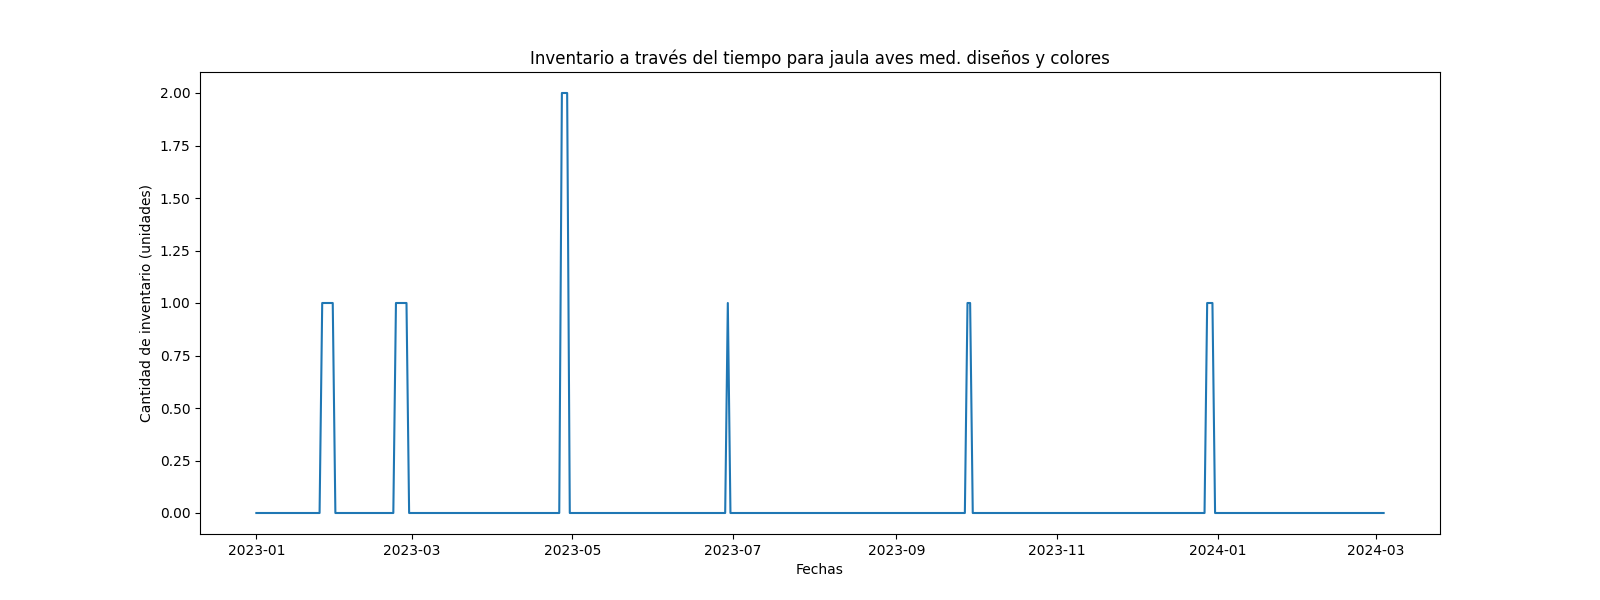 Inventario a través del tiempo para jaula aves med. diseños y colores
2.00
1.75
1.50
1.25
1.00
0.75
0.50
0.25
0.00
Cantidad de inventario (unidades)
2023-01 2023-03 2023-05 2023-07 2023-09 2023-11 2024-01 2024-03
Fechas